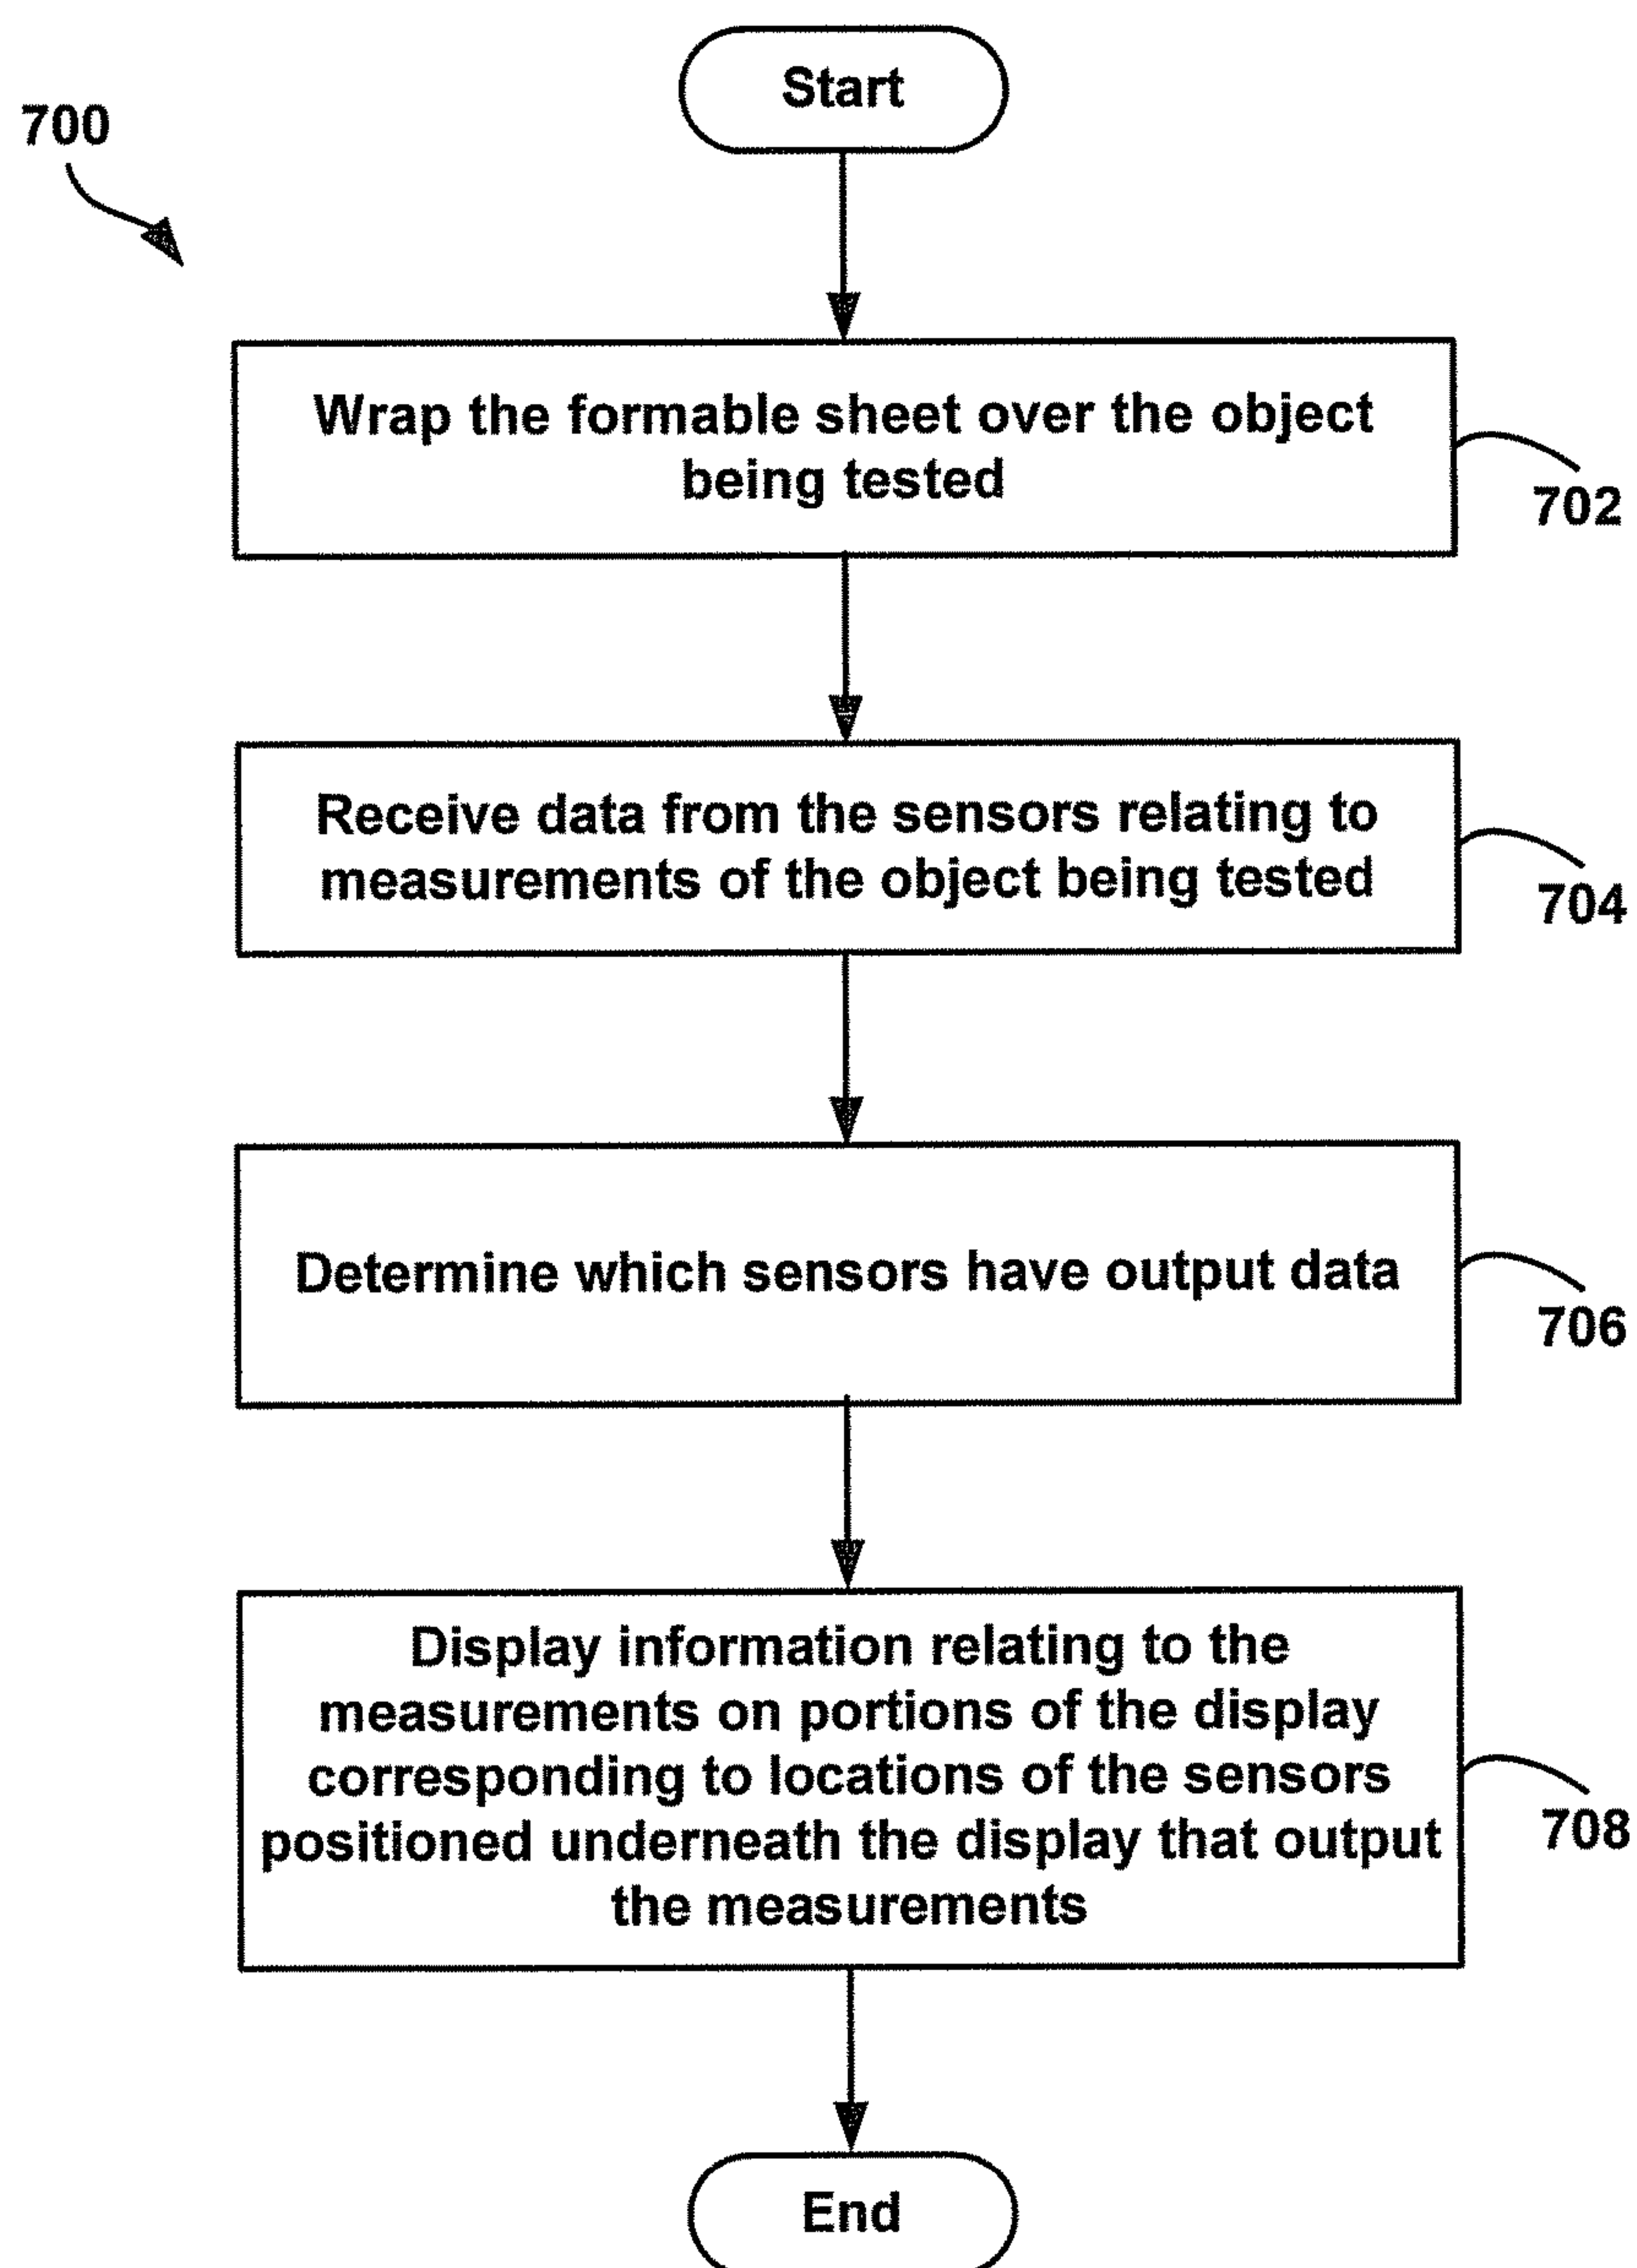 Start
700
Wrap the formable sheet over the object
being tested
702
Receive data from the sensors relating to
measurements of the object being tested
704
Determine which sensors have output data
706
Display information relating to the
measurements on portions of the display
corresponding to locations of the sensors
positioned underneath the display that output
the measurements
708
End